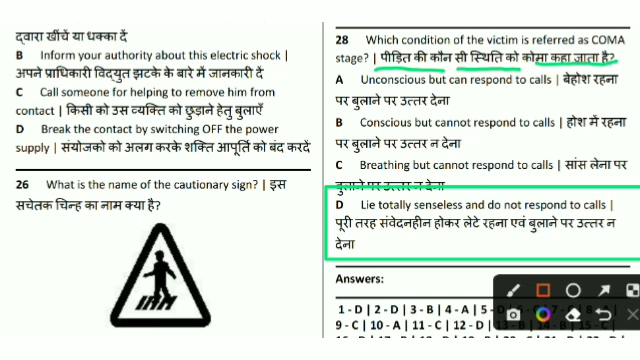 द्वारा खींचें या धक्का दें
B Inform your authority about this electric shock |
अपने प्राधिकारी विद्युत झटके के बारे में जानकारी दें
C Call someone for helping to remove him from
contact | किसी को उस व्यक्ति को छुड़ाने हेतु बुलाएँ
D Break the contact by switching OFF the power
supply | संयोजको को अलग करके शक्ति आपूर्ति को बंद करदें
26 What is the name of the cautionary sign? | इस
सचेतक चिन्ह का नाम क्या है?
28 Which condition of the victim is referred as COMA
stage? | पीड़ित की कौन सी स्थिति को कोमा कहा जाता है?
A Unconscious but can respond to calls | बेहोश रहना
पर बुलाने पर उत्तर देना
B Conscious but cannot respond to calls | होश में रहना
पर बुलाने पर उत्तर न देना
C Breathing but cannot respond to calls | सांस लेना पर
बुलाने पर उत्तर न देना
D Lie totally senseless and do not respond to calls |
पूरी तरह संवेदनहीन होकर लेटे रहना एवं बुलाने पर उत्तर न
देना
Answers:
1 - D | 2 - D | 3 - B | 4 - A | 5 -
9 - C | 10 - A | 11 - C | 12 - D |